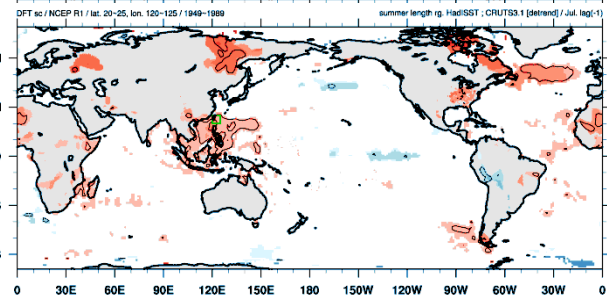 DFT sc / NCEP R1 / lat. 20-25, lon. 120-125 / 1949-1989
summer length rg. HadISST ; CRUTS3.1 [detrend] / Jul. lag(-1)
0 30E 60E 90E 120E 150E 180 150W 120W 90W 60W 0